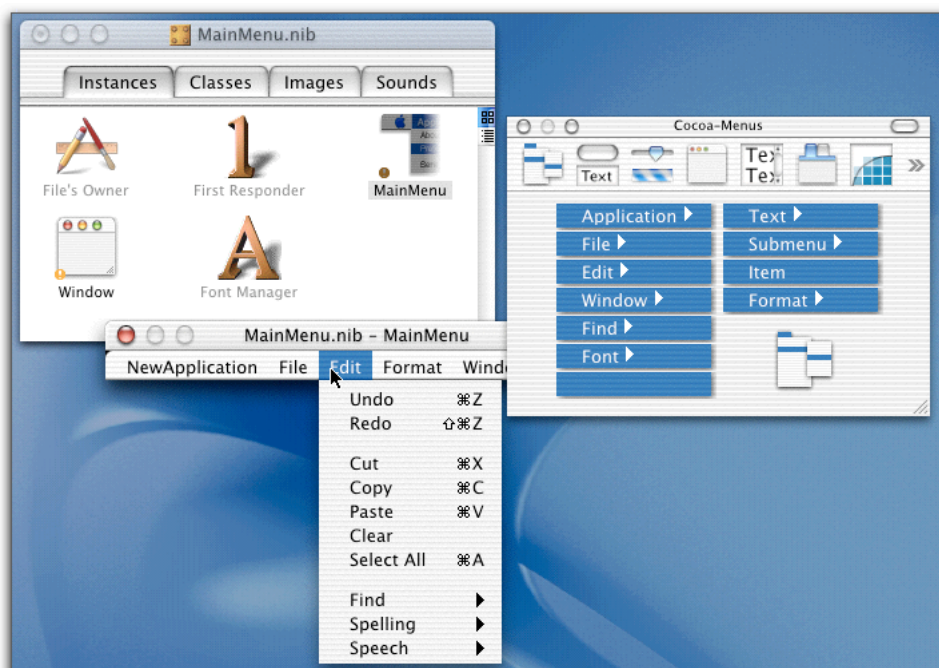 MainMenu.nib
Instances Classes Images Sounds
File's Owner First Responder MainMenu
Window Font Manager
Cocoa-Menus
Text
Text
Text
Application Text
File Submenu
Edit Item
Window Format
Find
Font
MainMenu.nib – MainMenu
NewApplication File Edit Format
Undo ⌘Z
Redo ⇧⌘Z
Cut ⌘X
Copy ⌘C
Paste ⌘V
Clear
Select All ⌘A
Find
Spelling
Speech